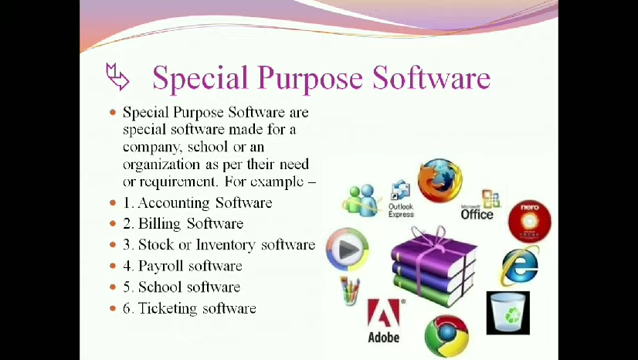 Special Purpose Software
Special Purpose Software are
special software made for a
company, school or an
organization as per their need
or requirement. For example –
1. Accounting Software
2. Billing Software
3. Stock or Inventory software
4. Payroll software
5. School software
6. Ticketing software
Outlook
Express
Microsoft
Office
nero
Adobe